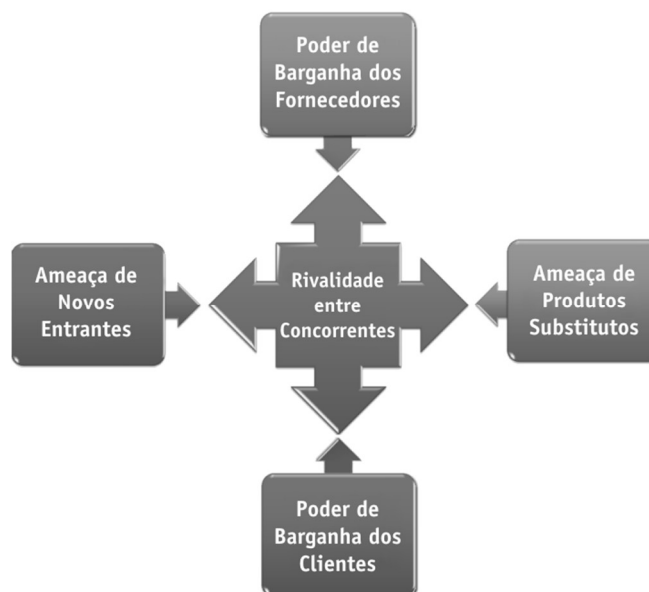 Poder de
Barganha dos
Fornecedores
Ameaça de
Novos
Entrantes
Rivalidade
entre
Concorrentes
Ameaça de
Produtos
Substitutos
Poder de
Barganha dos
Clientes